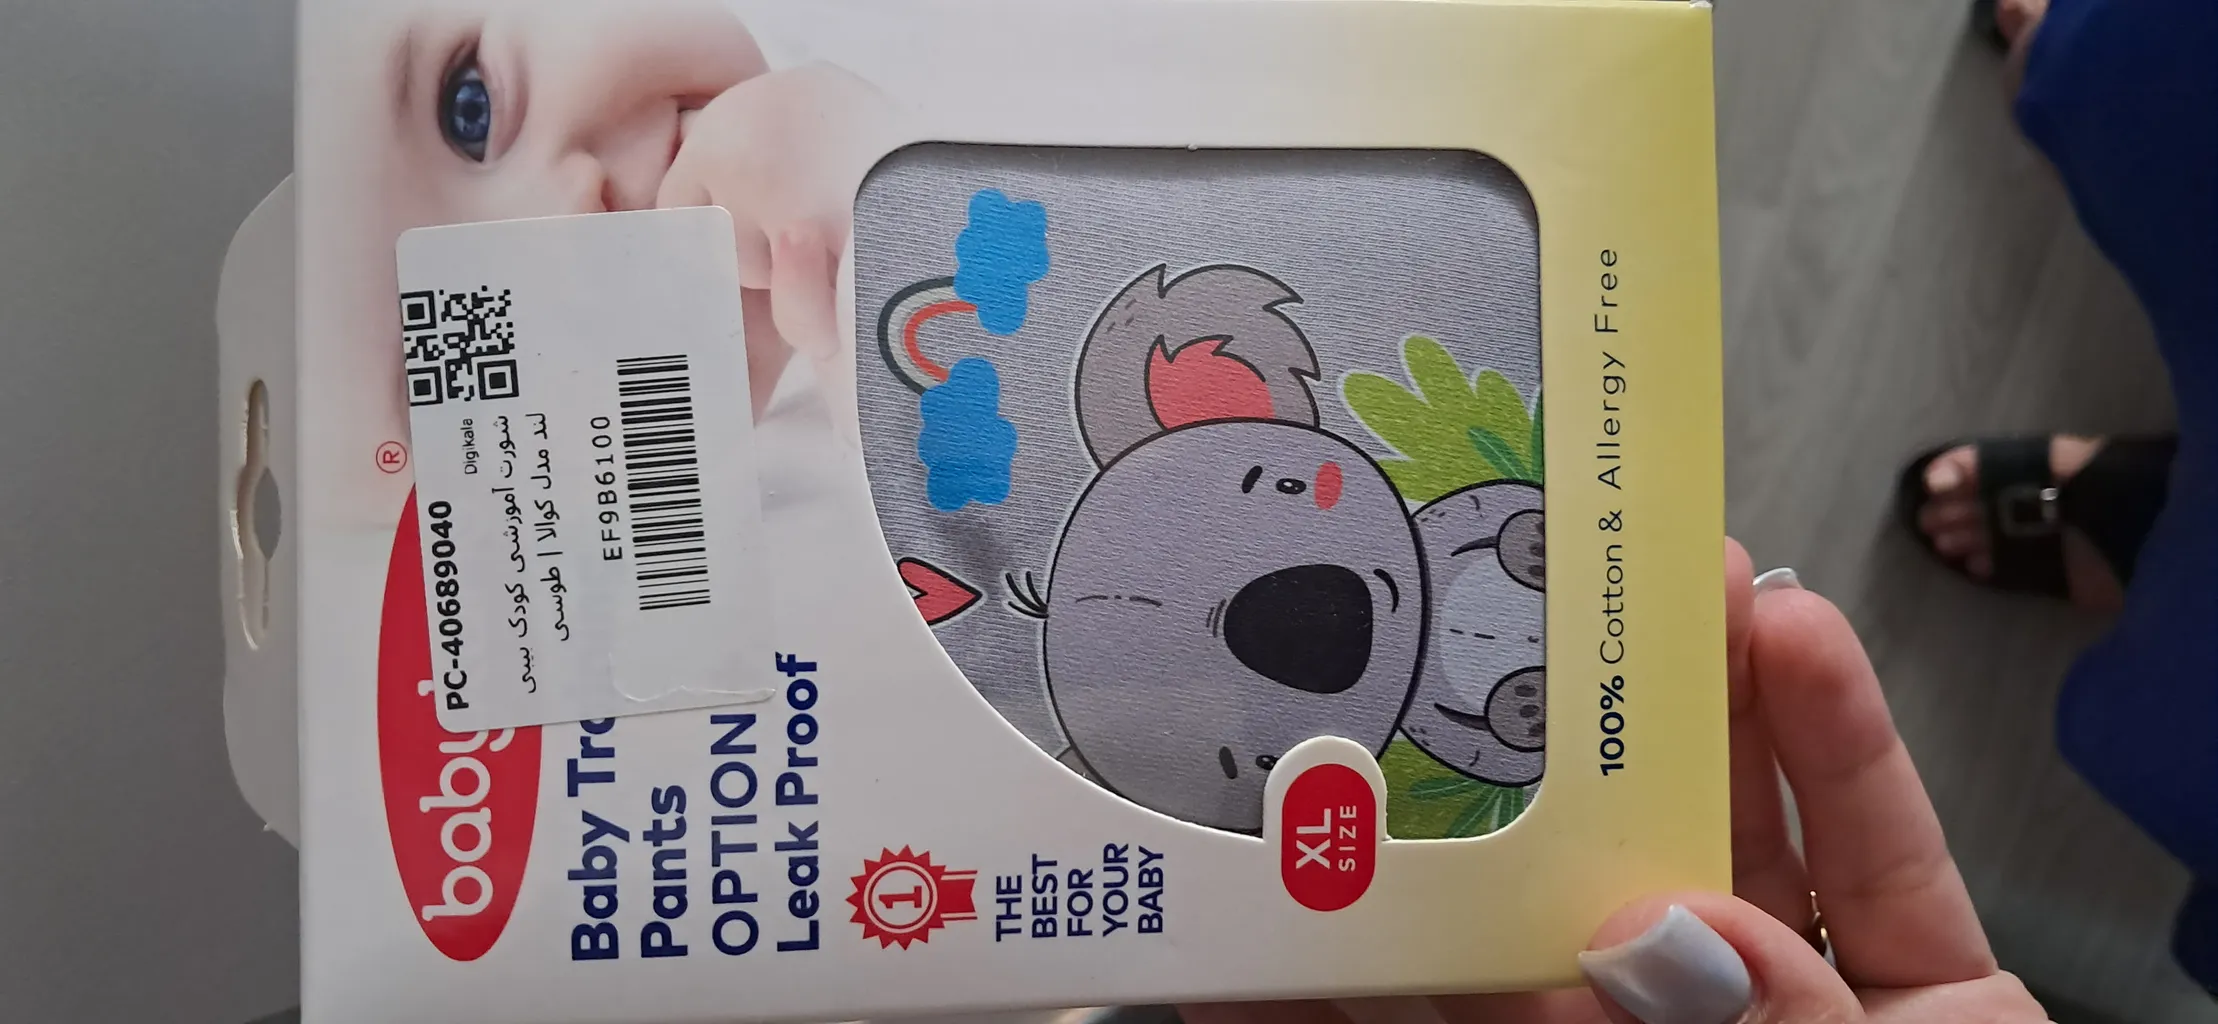 baby
®
PC-40689040
Digikala
شورت آموزشی کودک بیبی
لند مدل کوالا | طوسی
EF9B6100
Baby
Pants
OPTION
Leak Proof
1
THE
BEST
FOR
YOUR
BABY
XL
SIZE
100% Cotton & Allergy Free